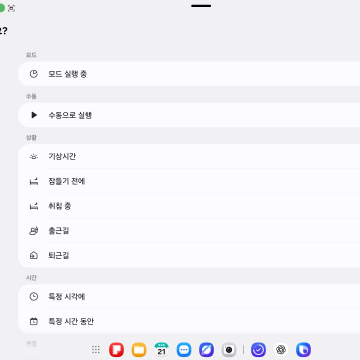 ?
모드
모드 실행 중
수동
수동으로 실행
상황
기상시간
잠들기 전에
취침 중
출근길
퇴근길
시간
특정 시각에
특정 시간 동안
21